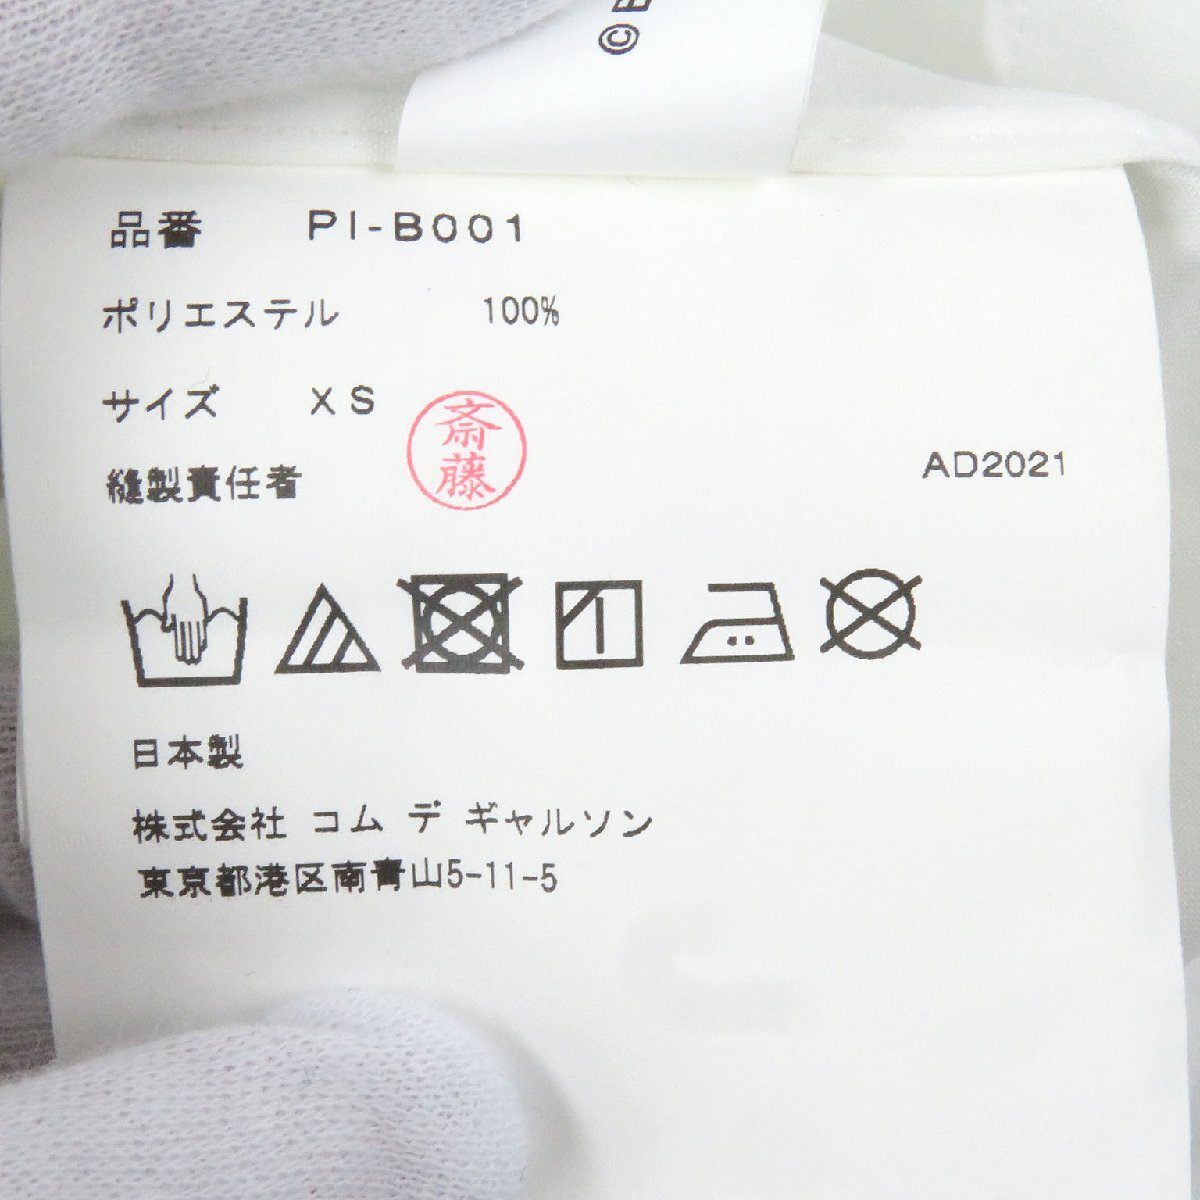 ©
品番 PI-B001
ポリエステル 100%
サイズ XS
斎藤
縫製責任者
AD2021
日本製
株式会社 コム デ ギャルソン
東京都港区南青山5-11-5